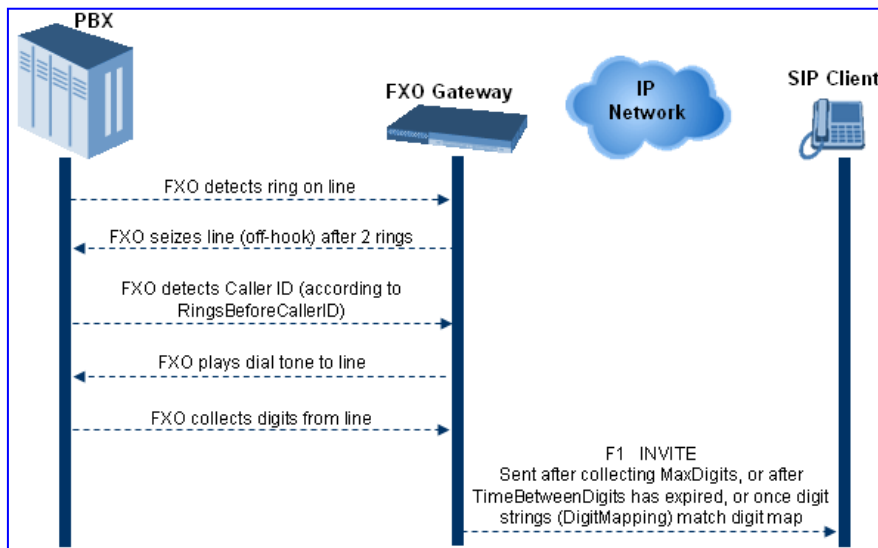 PBX
FXO Gateway
IP
Network
SIP Client
FXO detects ring on line
FXO seizes line (off-hook) after 2 rings
FXO detects Caller ID (according to
RingsBeforeCallerID)
FXO plays dial tone to line
FXO collects digits from line
F1 INVITE
Sent after collecting MaxDigits, or after
TimeBetweenDigits has expired, or once digit
strings (DigitMapping) match digit map